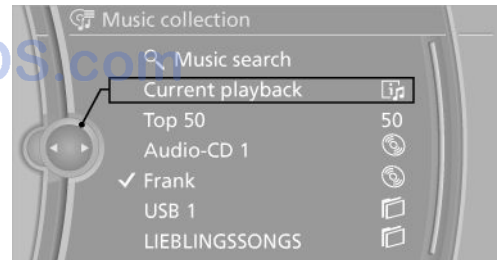 Music collection
Music search
Current playback
Top 50 50
Audio-CD 1
Frank
USB 1
LIEBLINGSSONGS